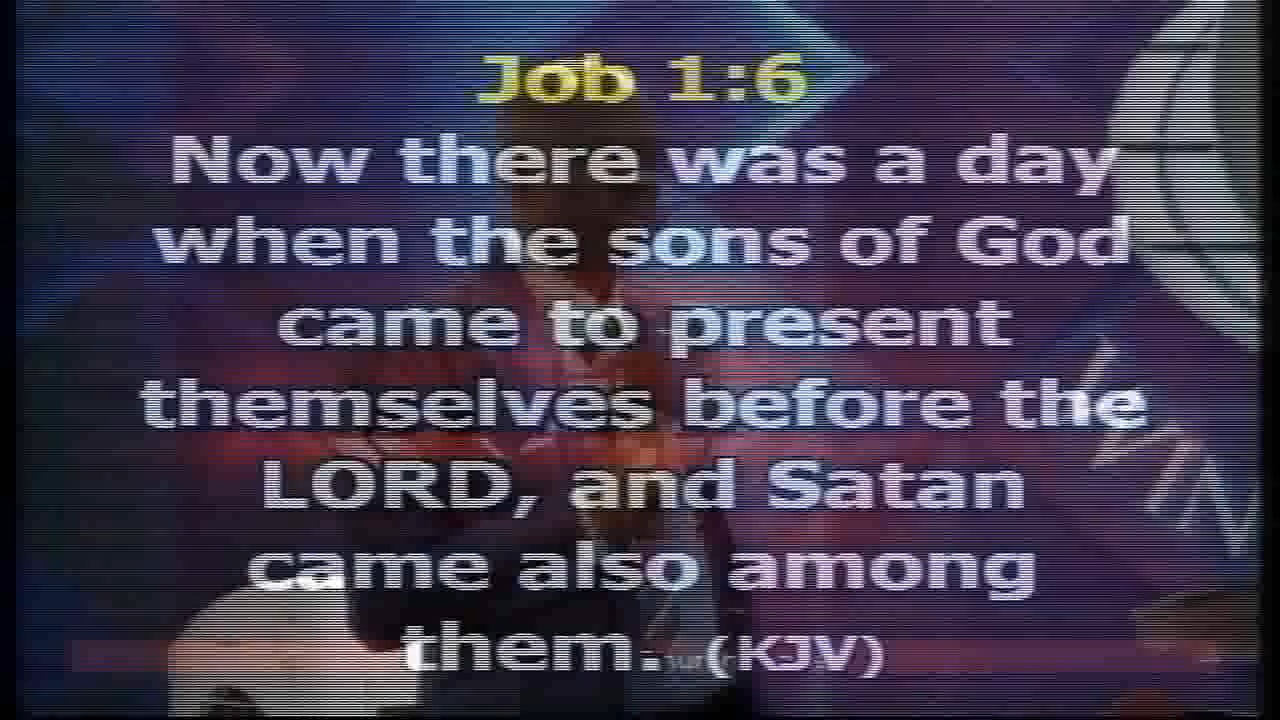 Job 1:6
Now there was a day
when the sons of God
came to present
themselves before the
LORD, and Satan
came also among
them. (KJV)